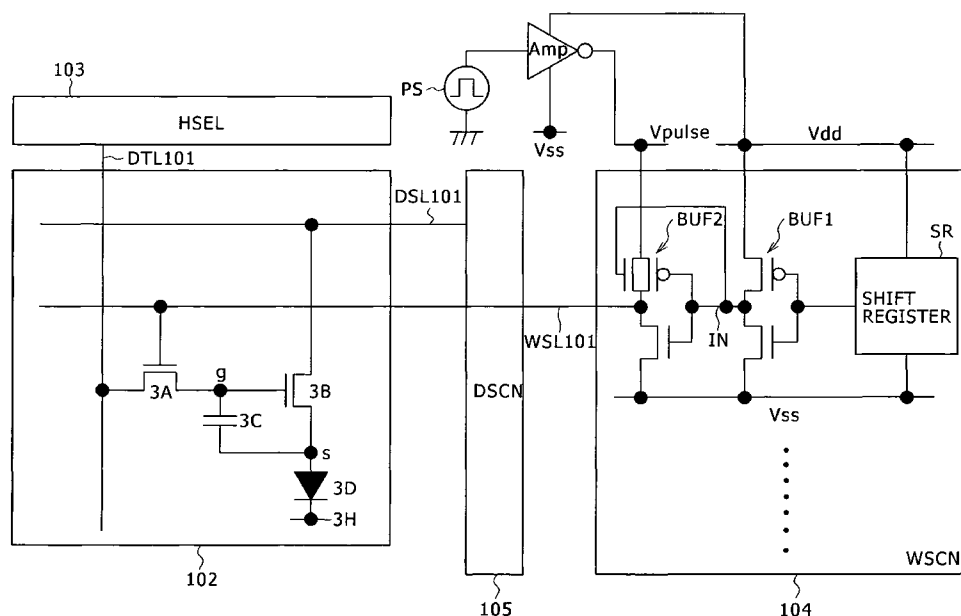 103
HSEL
DTL101
PS
Amp
Vss
Vpulse
Vdd
DSL101
BUF2
BUF1
SR
SHIFT
REGISTER
WSL101
IN
DSCN
Vss
3A
g
3B
3C
s
3D
3H
WSCN
102
105
104